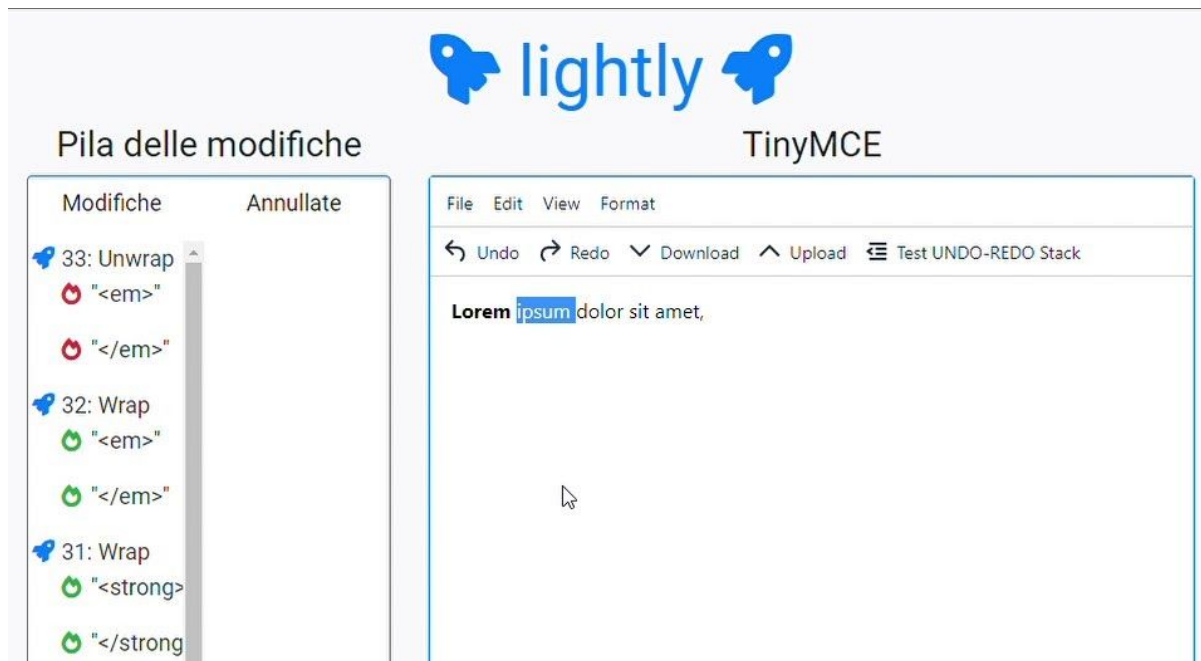 lightly
Pila delle modifiche
Modifiche Annullate
33: Unwrap
"<em>"
"</em>"
32: Wrap
"<em>"
"</em>"
31: Wrap
"<strong>
"</strong
TinyMCE
File Edit View Format
Undo Redo Download Upload Test UNDO-REDO Stack
Lorem ipsum dolor sit amet,